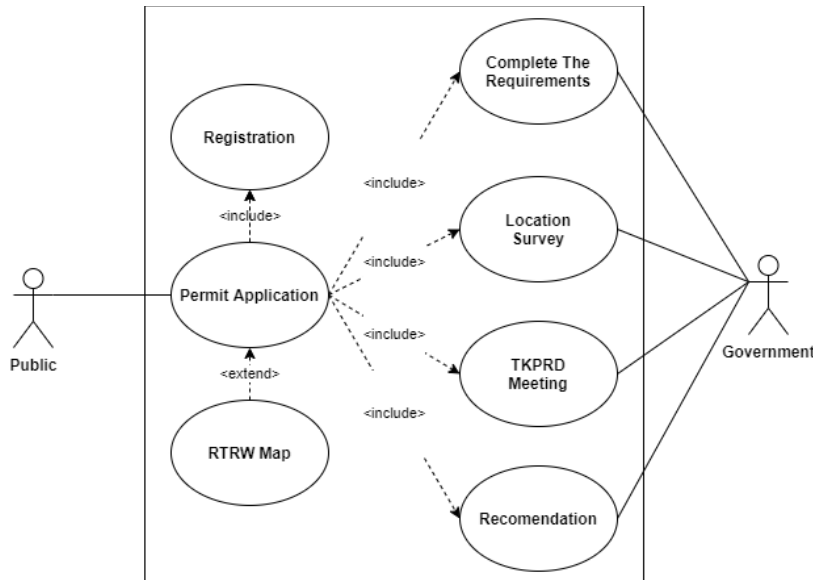 Complete The
Requirements
Registration
<include>
<include>
Location
Survey
<include>
Permit Application
Public
Government
<include>
TKPRD
Meeting
<extend>
<include>
RTRW Map
Recomendation